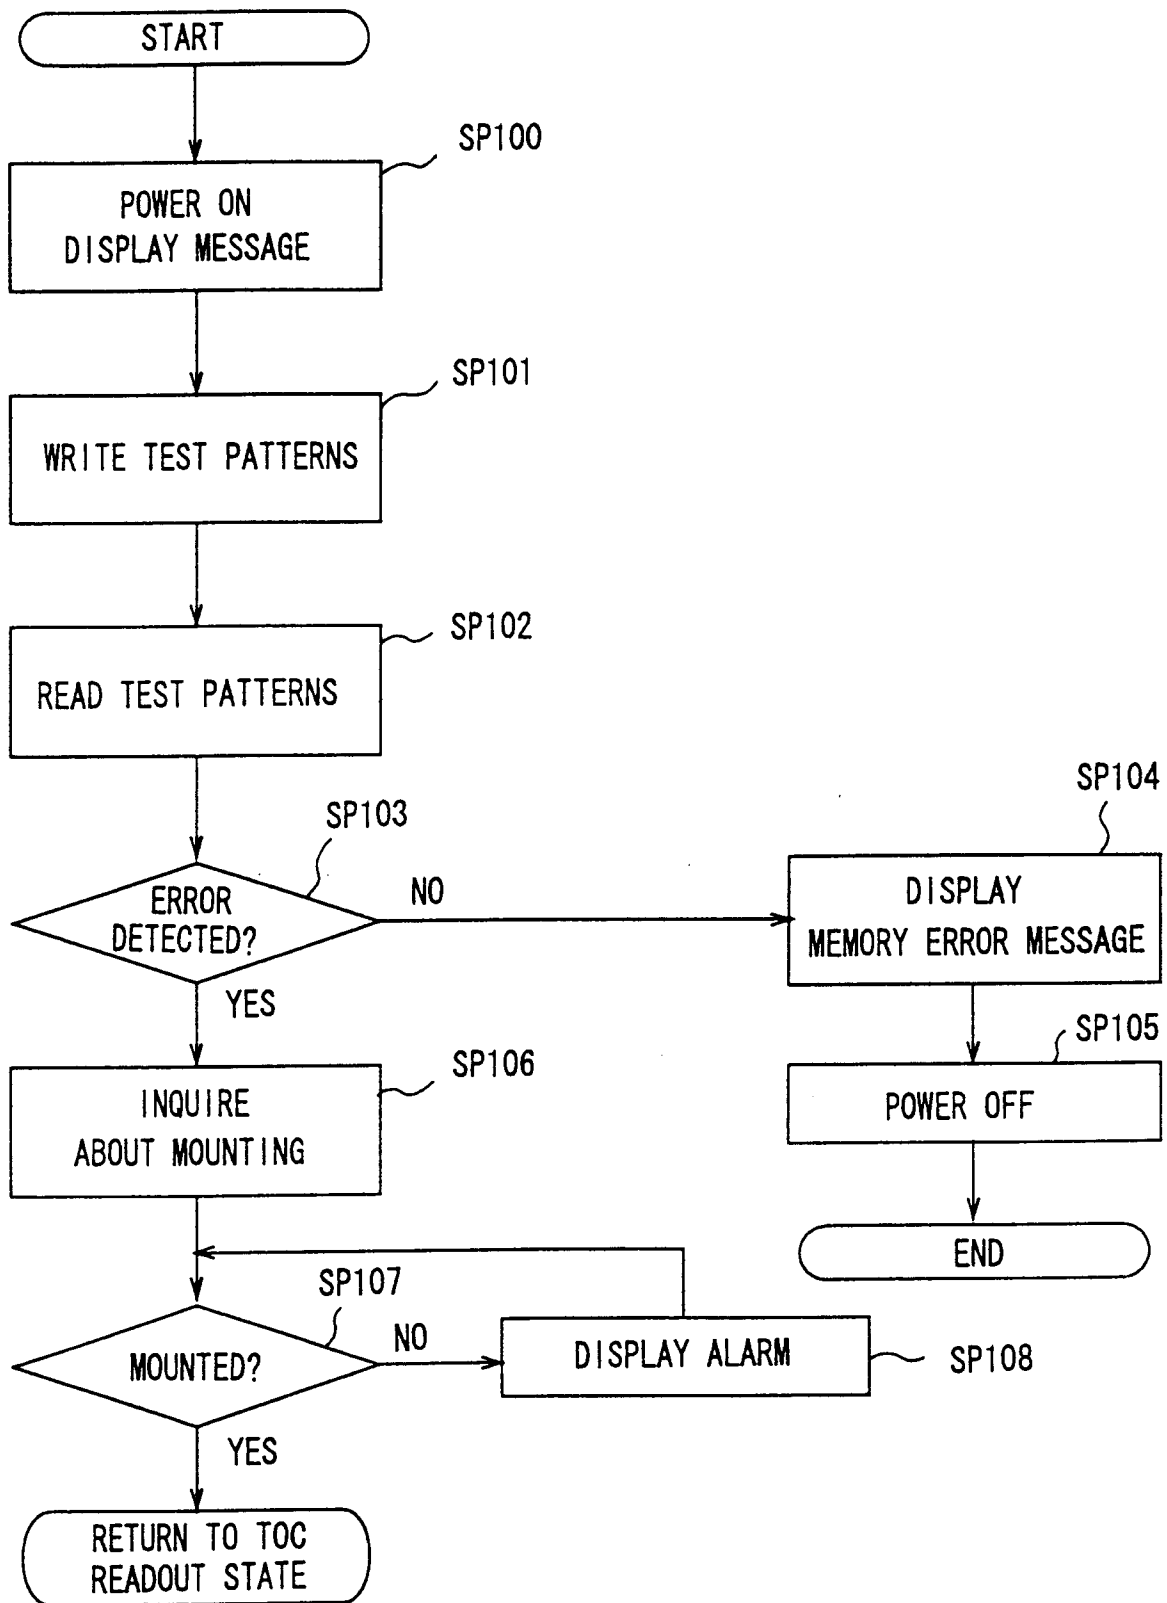 START
SP100
POWER ON
DISPLAY MESSAGE
SP101
WRITE TEST PATTERNS
SP102
READ TEST PATTERNS
SP103
ERROR
DETECTED?
NO
YES
SP104
DISPLAY
MEMORY ERROR MESSAGE
SP105
POWER OFF
END
SP106
INQUIRE
ABOUT MOUNTING
SP107
MOUNTED?
NO
DISPLAY ALARM
SP108
YES
RETURN TO TOC
READOUT STATE